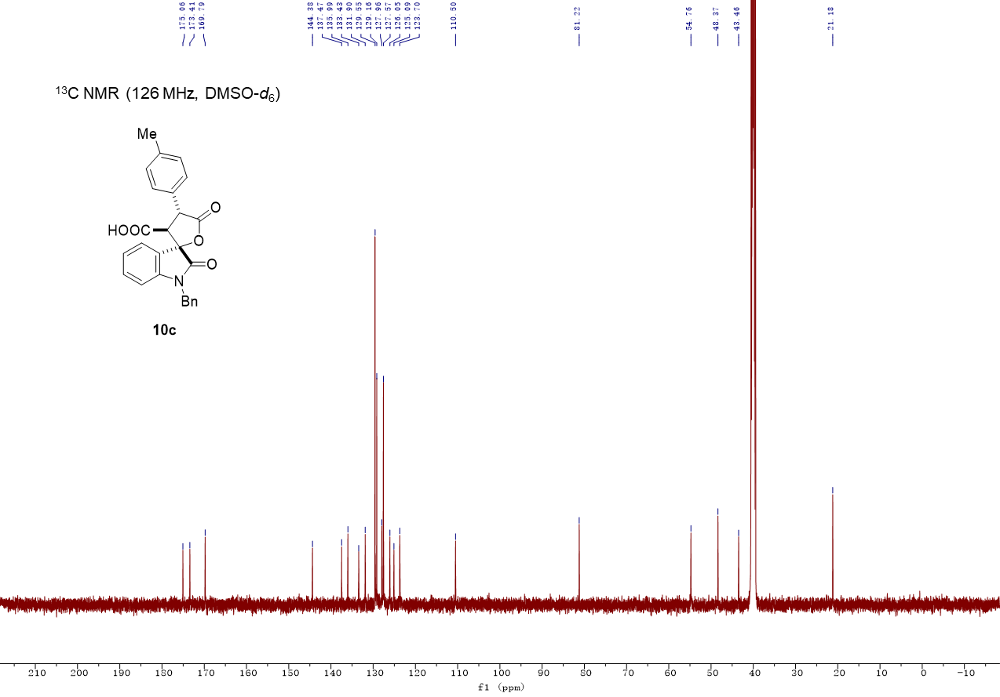 175.06
173.41
169.79
144.38
137.47
135.99
133.43
131.90
129.55
129.16
127.96
127.57
126.05
125.09
123.70
110.50
81.22
54.76
48.37
43.46
21.18
¹³C NMR (126 MHz, DMSO-d₆)
Me
O
HOOC
O
O
N
Bn
10c
210 200 190 180 170 160 150 140 130 120 110 100 90 80 70 60 50 40 30 20 10 0 -10
f1 (ppm)